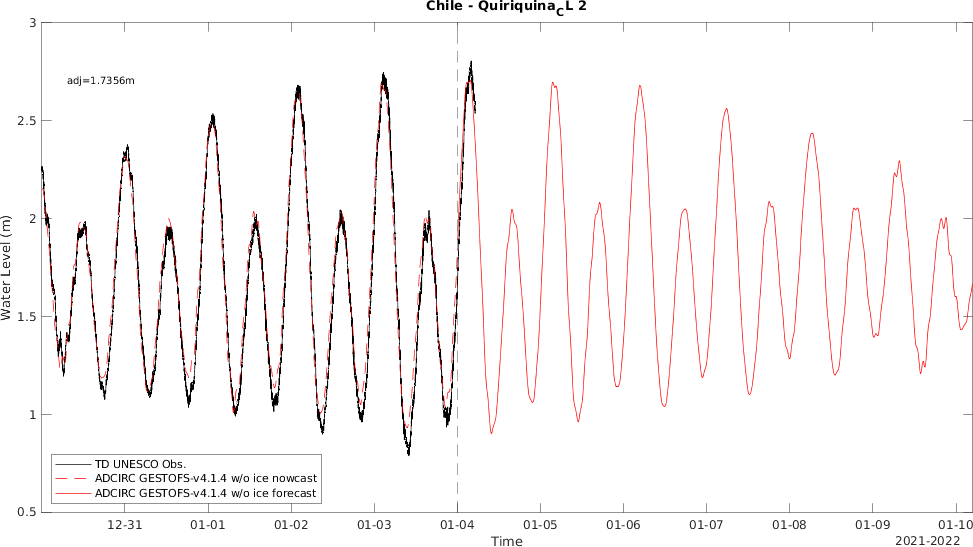 Chile - Quiriquina_CL 2
adj=1.7356m
Water Level (m)
3
2.5
2
1.5
1
0.5
TD UNESCO Obs.
ADCIRC GESTOFS-v4.1.4 w/o ice nowcast
ADCIRC GESTOFS-v4.1.4 w/o ice forecast
12-31 01-01 01-02 01-03 01-04 01-05 01-06 01-07 01-08 01-09 01-10
Time
2021-2022